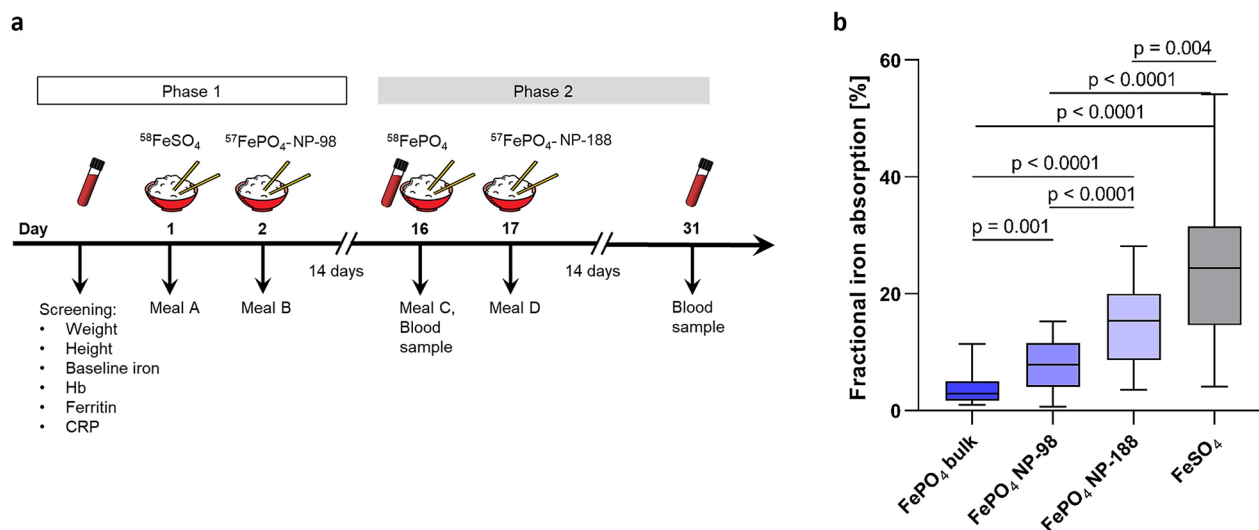 a
Phase 1
Phase 2
⁵⁸FeSO₄
⁵⁷FePO₄-NP-98
⁵⁸FePO₄
⁵⁷FePO₄-NP-188
Day
1
2
16
17
31
14 days
14 days
Screening:
• Weight
• Height
• Baseline iron
• Hb
• Ferritin
• CRP
Meal A
Meal B
Meal C,
Blood
sample
Meal D
Blood
sample
b
Fractional iron absorption [%]
60
40
20
0
p = 0.004
p < 0.0001
p < 0.0001
p < 0.0001
p < 0.0001
p = 0.001
FePO₄ bulk
FePO₄ NP-98
FePO₄ NP-188
FeSO₄